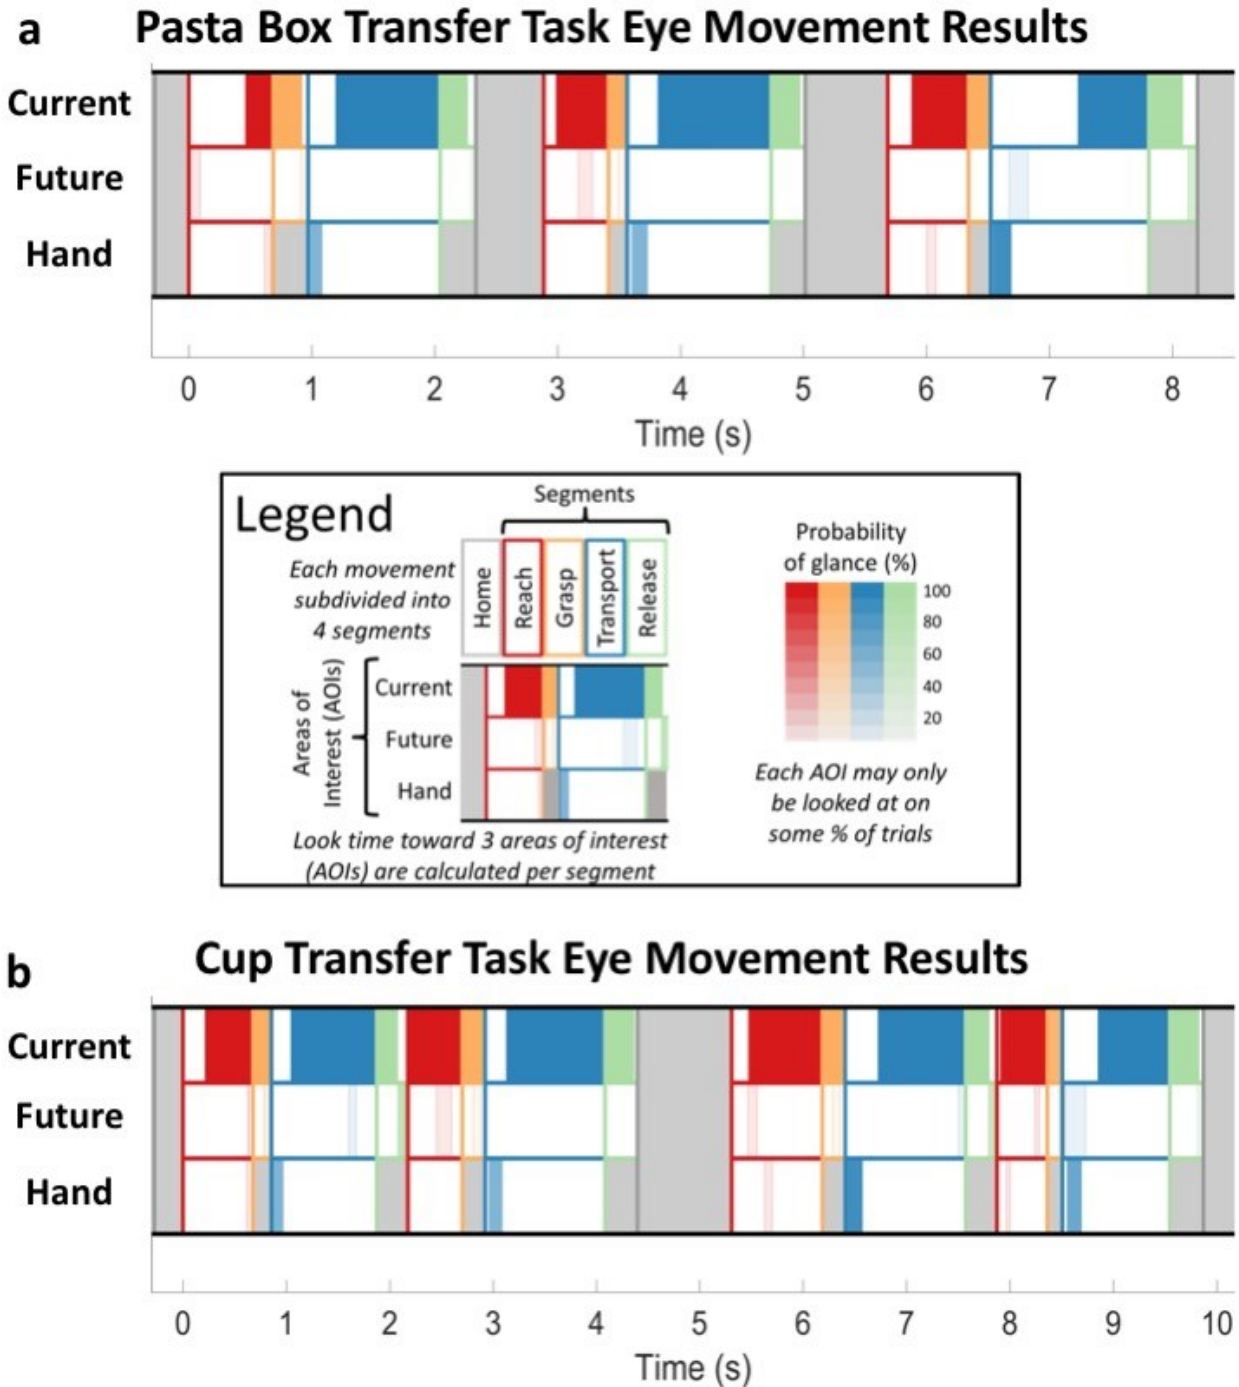 a
Pasta Box Transfer Task Eye Movement Results
Current
Future
Hand
0 1 2 3 4 5 6 7 8
Time (s)
Legend
Segments
Each movement
subdivided into
4 segments
Home
Reach
Grasp
Transport
Release
Areas of
Interest (AOIs)
Current
Future
Hand
Look time toward 3 areas of interest
(AOIs) are calculated per segment
Probability
of glance (%)
100
80
60
40
20
Each AOI may only
be looked at on
some % of trials
b
Cup Transfer Task Eye Movement Results
Current
Future
Hand
0 1 2 3 4 5 6 7 8 9 10
Time (s)